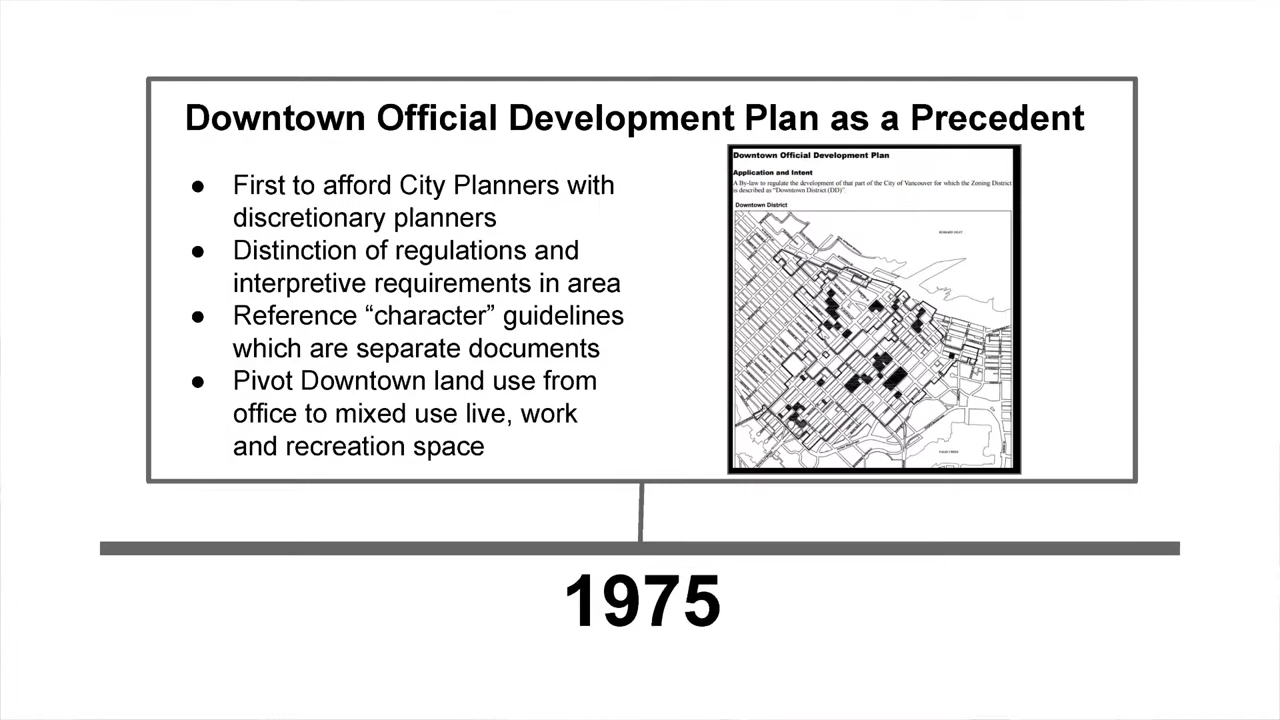 Downtown Official Development Plan as a Precedent
● First to afford City Planners with
discretionary planners
● Distinction of regulations and
interpretive requirements in area
● Reference “character” guidelines
which are separate documents
● Pivot Downtown land use from
office to mixed use live, work
and recreation space
Downtown Official Development Plan
Application and Intent
A By-law to regulate the development of that part of the City of Vancouver for which the Zoning District
is described as “Downtown District (DD)”.
Downtown District
BURRARD INLET
FALSE CREEK
1975